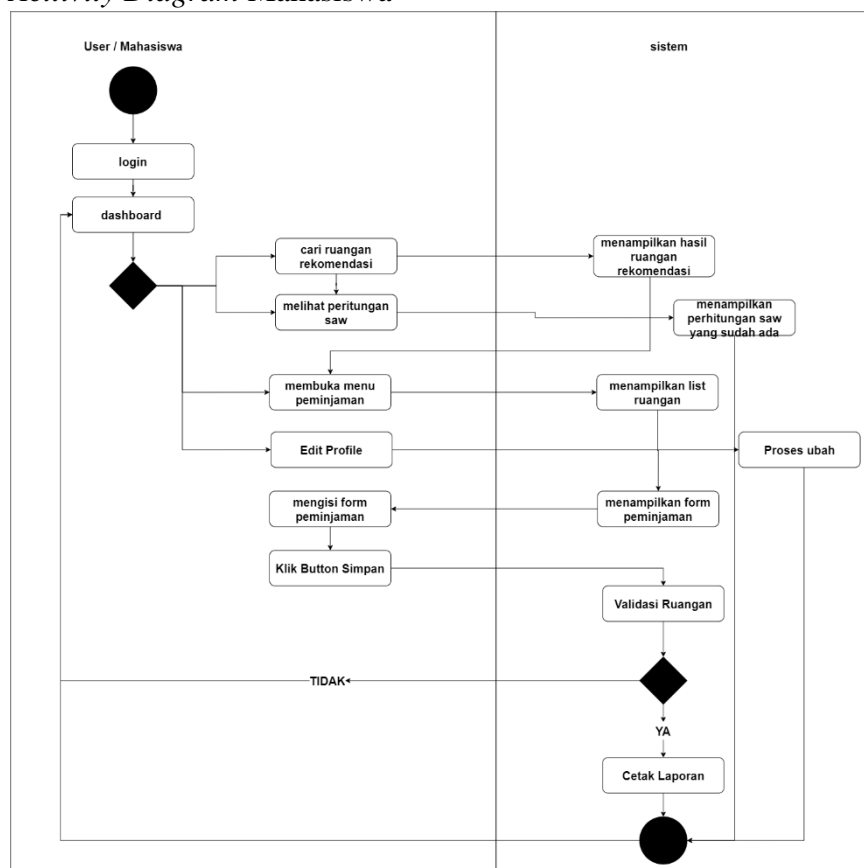 Activity Diagram Mahasiswa
User / Mahasiswa
sistem
login
dashboard
cari ruangan
rekomendasi
menampilkan hasil
ruangan
rekomendasi
melihat peritungan
saw
menampilkan
perhitungan saw
yang sudah ada
membuka menu
peminjaman
menampilkan list
ruangan
Edit Profile
Proses ubah
mengisi form
peminjaman
menampilkan form
peminjaman
Klik Button Simpan
Validasi Ruangan
TIDAK
YA
Cetak Laporan